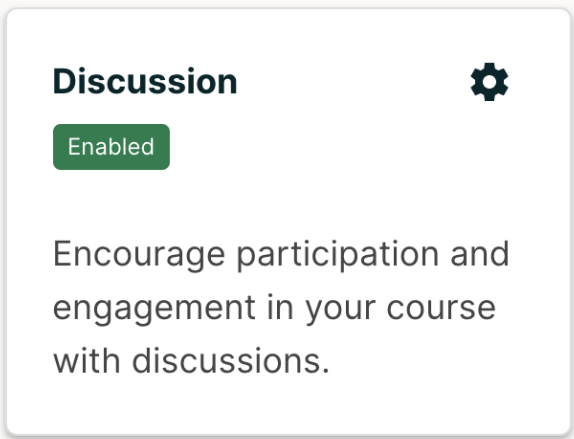 Discussion
Enabled
Encourage participation and
engagement in your course
with discussions.